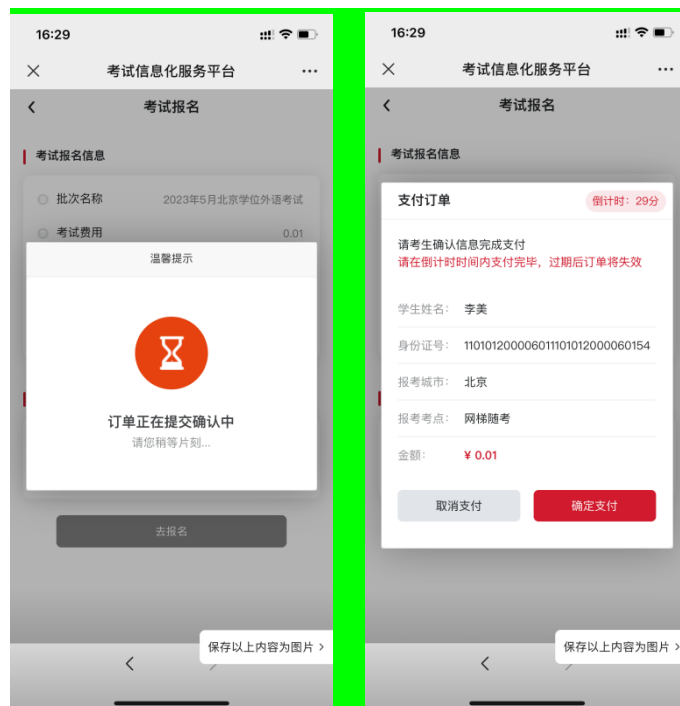 16:29
考试信息化服务平台
考试报名
考试报名信息
批次名称 2023年5月北京学位外语考试
考试费用 0.01
温馨提示
订单正在提交确认中
请您稍等片刻...
去报名
保存以上内容为图片 >
16:29
考试信息化服务平台
考试报名
考试报名信息
支付订单 倒计时：29分
请考生确认信息完成支付
请在倒计时时间内支付完毕，过期后订单将失效
学生姓名： 李美
身份证号： 110101200006011101012000060154
报考城市： 北京
报考考点： 网梯随考
金额： ¥ 0.01
取消支付 确定支付
保存以上内容为图片 >